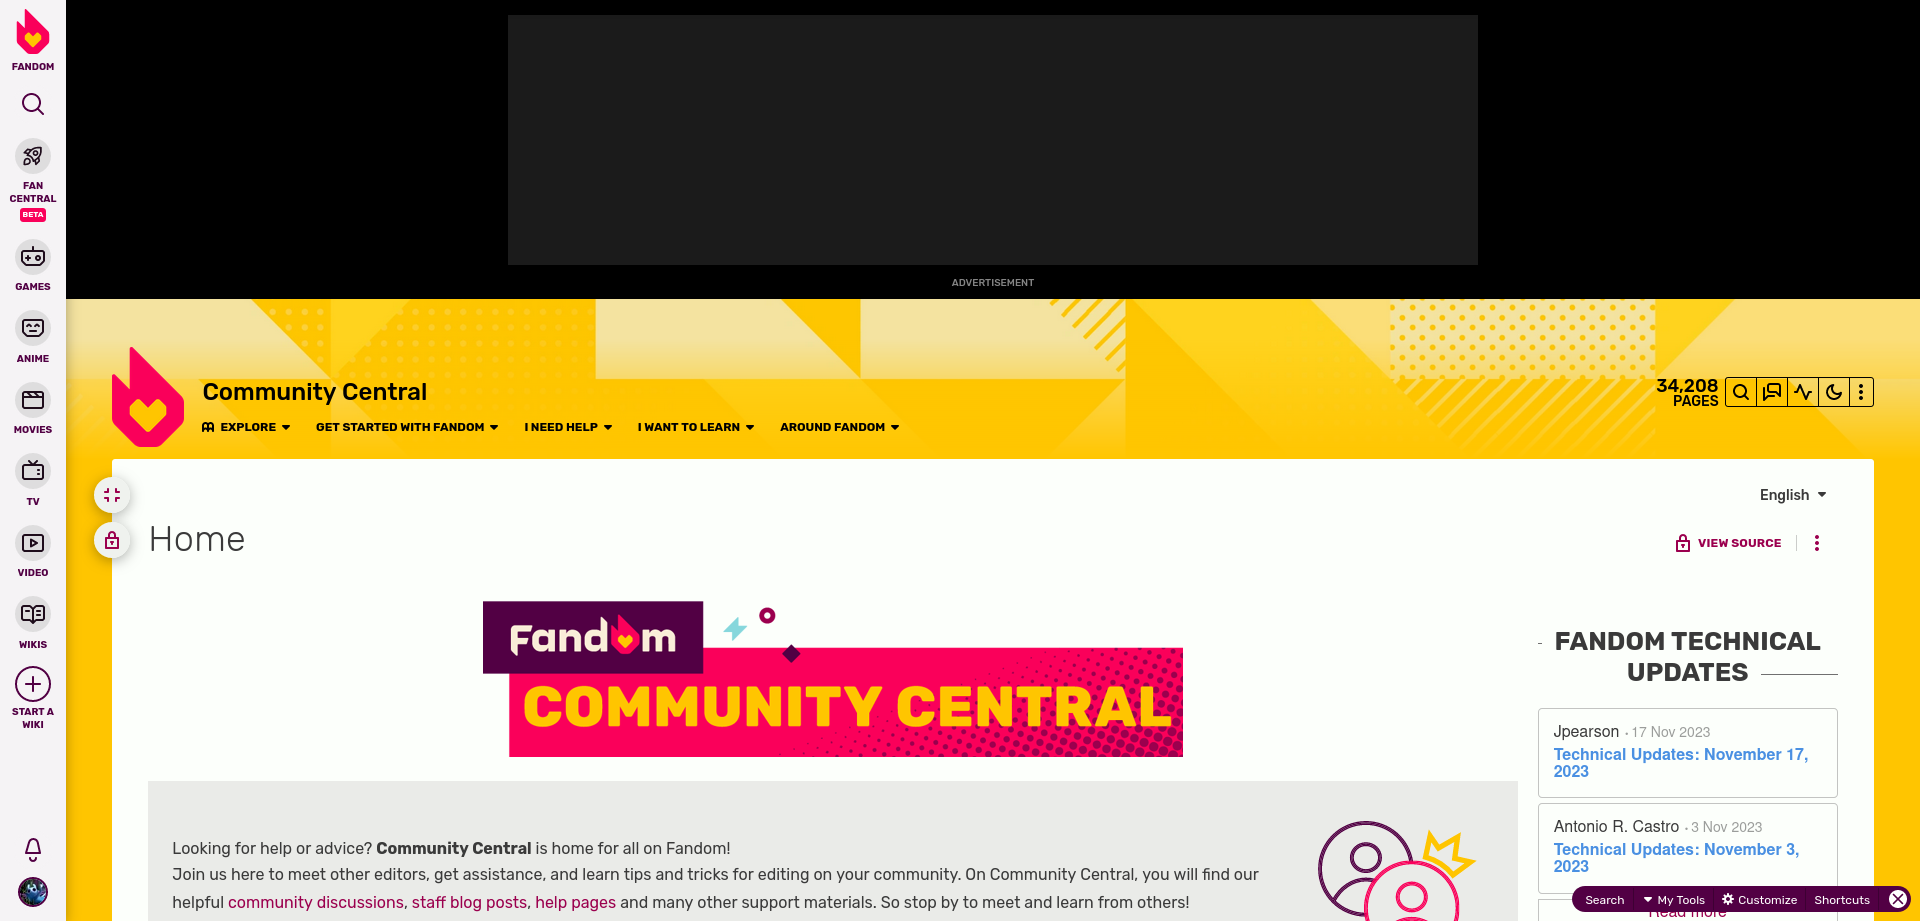 FANDOM
FAN
CENTRAL
BETA
GAMES
ANIME
MOVIES
TV
VIDEO
WIKIS
START A
WIKI
ADVERTISEMENT
Community Central
EXPLORE
GET STARTED WITH FANDOM
I NEED HELP
I WANT TO LEARN
AROUND FANDOM
34,208
PAGES
English
Home
VIEW SOURCE
Fandom
COMMUNITY CENTRAL
Looking for help or advice? Community Central is home for all on Fandom!
Join us here to meet other editors, get assistance, and learn tips and tricks for editing on your community. On Community Central, you will find our
helpful community discussions, staff blog posts, help pages and many other support materials. So stop by to meet and learn from others!
FANDOM TECHNICAL
UPDATES
Jpearson • 17 Nov 2023
Technical Updates: November 17,
2023
Antonio R. Castro • 3 Nov 2023
Technical Updates: November 3,
2023
Read more
Search
My Tools
Customize
Shortcuts